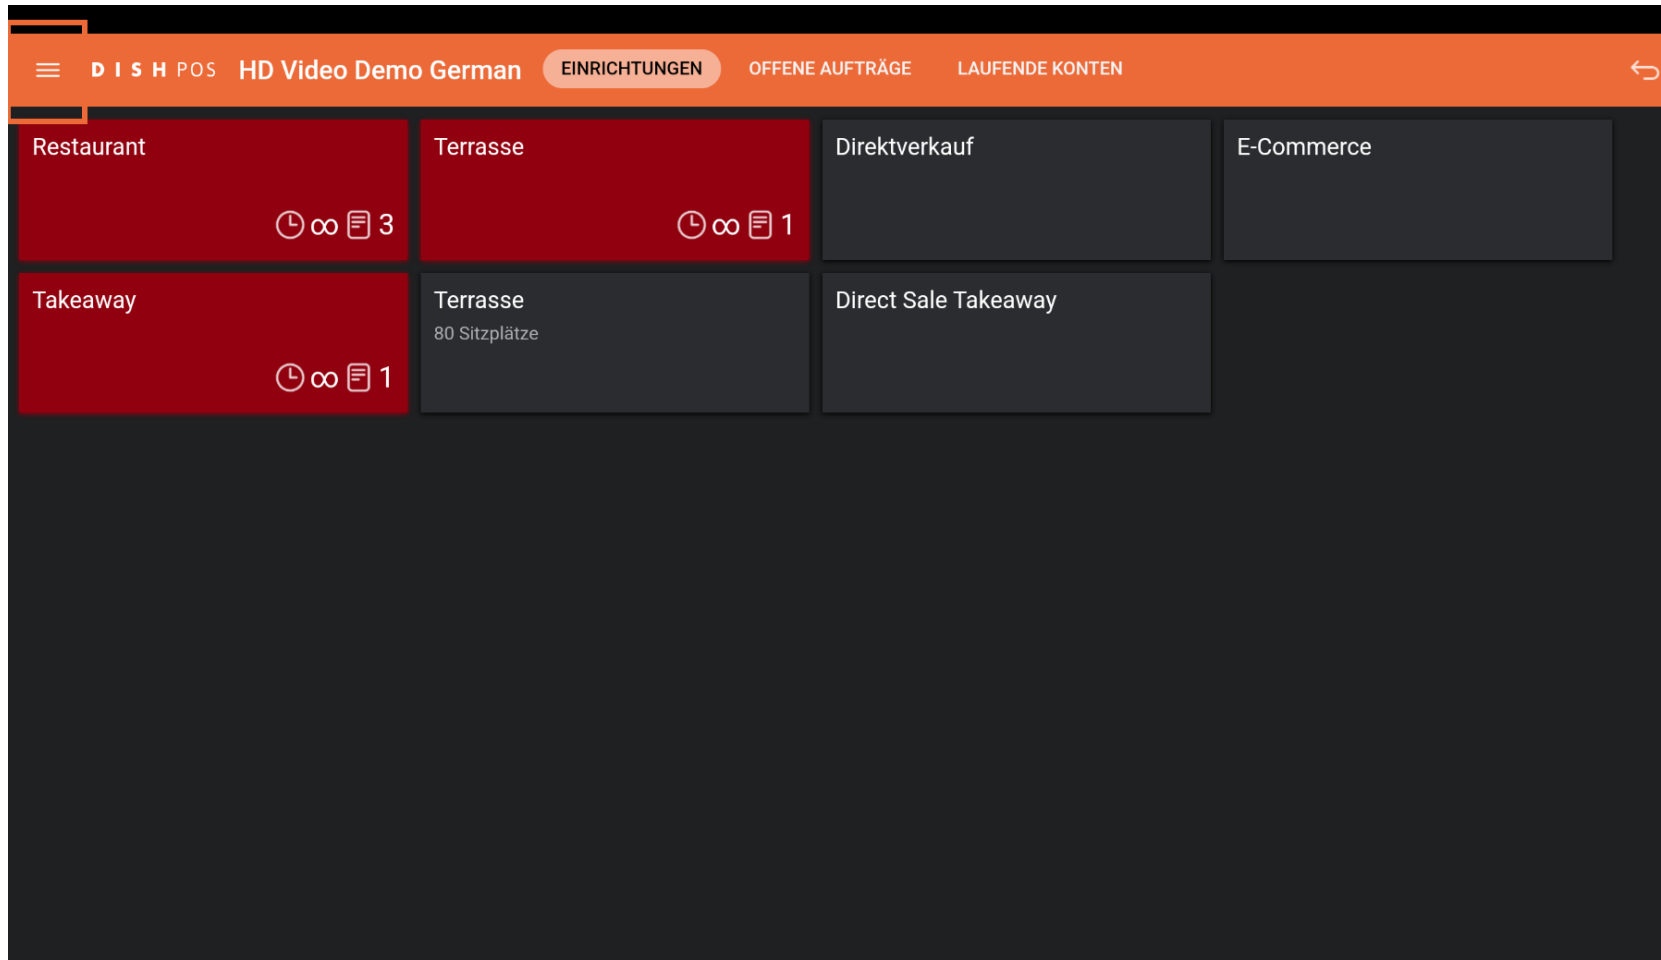 DISH POS HD Video Demo German EINRICHTUNGEN OFFENE AUFTRÄGE LAUFENDE KONTEN
Restaurant
∞ 3
Terrasse
∞ 1
Direktverkauf
E-Commerce
Takeaway
∞ 1
Terrasse
80 Sitzplätze
Direct Sale Takeaway